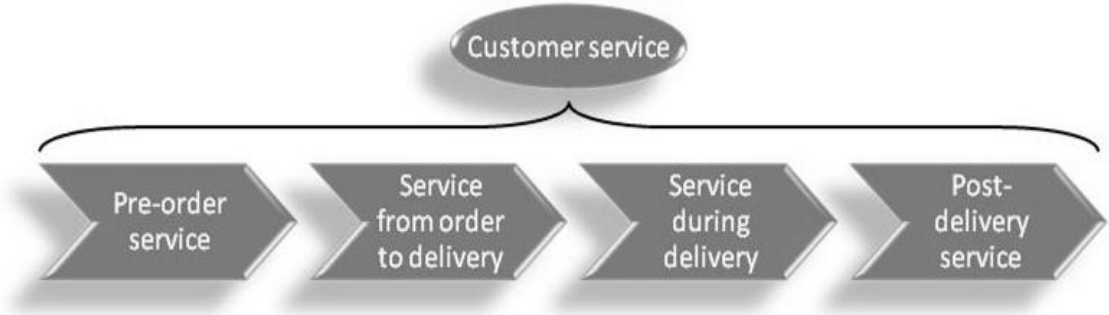 Customer service
Pre-order
service
Service
from order
to delivery
Service
during
delivery
Post-
delivery
service